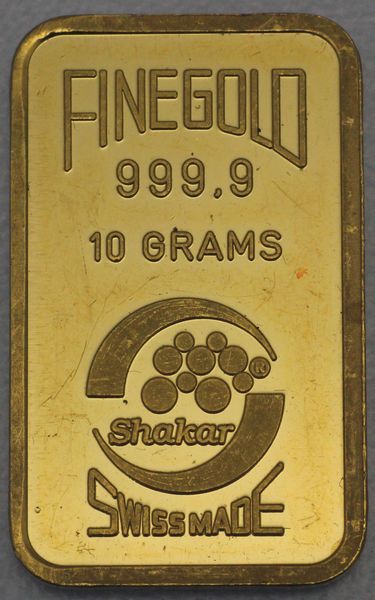 FINEGOLD
999,9
10 GRAMS
®
Shakar
SWISS MADE